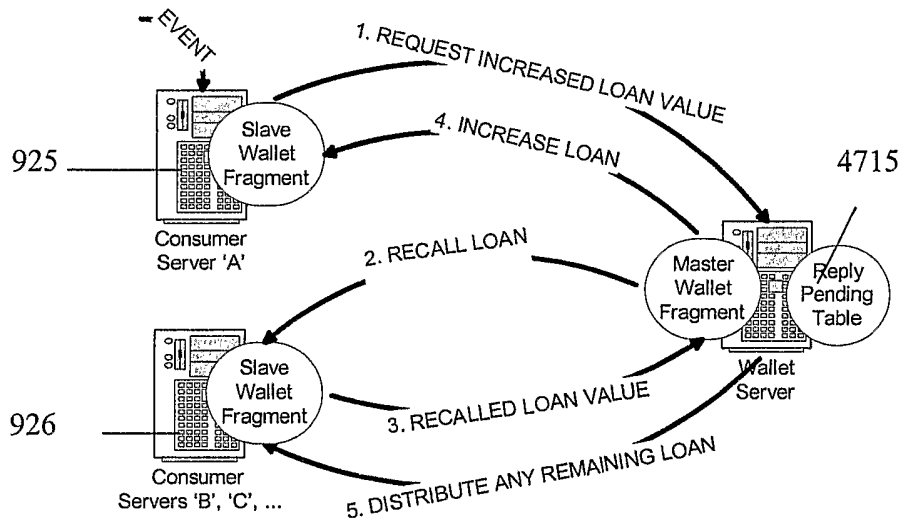 EVENT
1. REQUEST INCREASED LOAN VALUE
4. INCREASE LOAN
925
Slave
Wallet
Fragment
4715
Consumer
Server 'A'
2. RECALL LOAN
Master
Wallet
Fragment
Reply
Pending
Table
Wallet
Server
Slave
Wallet
Fragment
3. RECALLED LOAN VALUE
926
5. DISTRIBUTE ANY REMAINING LOAN
Consumer
Servers 'B', 'C', ...